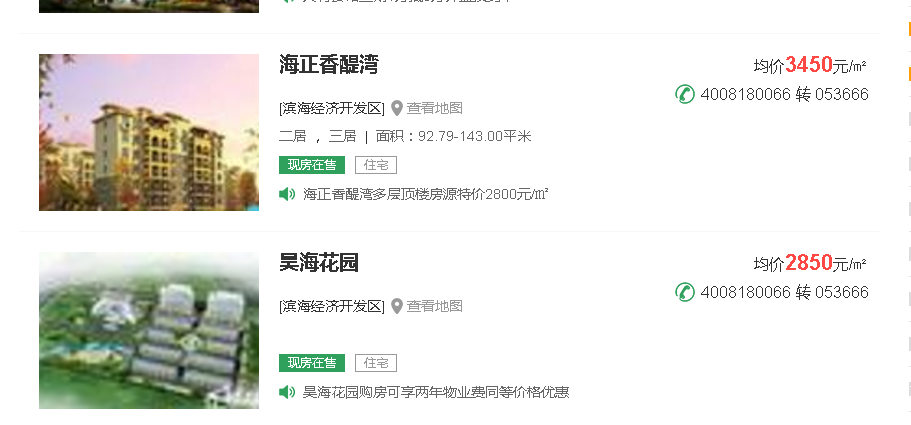 海正香醍湾
均价3450元/㎡
[滨海经济开发区] 查看地图
4008180066 转 053666
二居 ， 三居 | 面积：92.79-143.00平米
现房在售 住宅
海正香醍湾多层顶楼房源特价2800元/㎡
昊海花园
均价2850元/㎡
[滨海经济开发区] 查看地图
4008180066 转 053666
现房在售 住宅
昊海花园购房可享两年物业费同等价格优惠